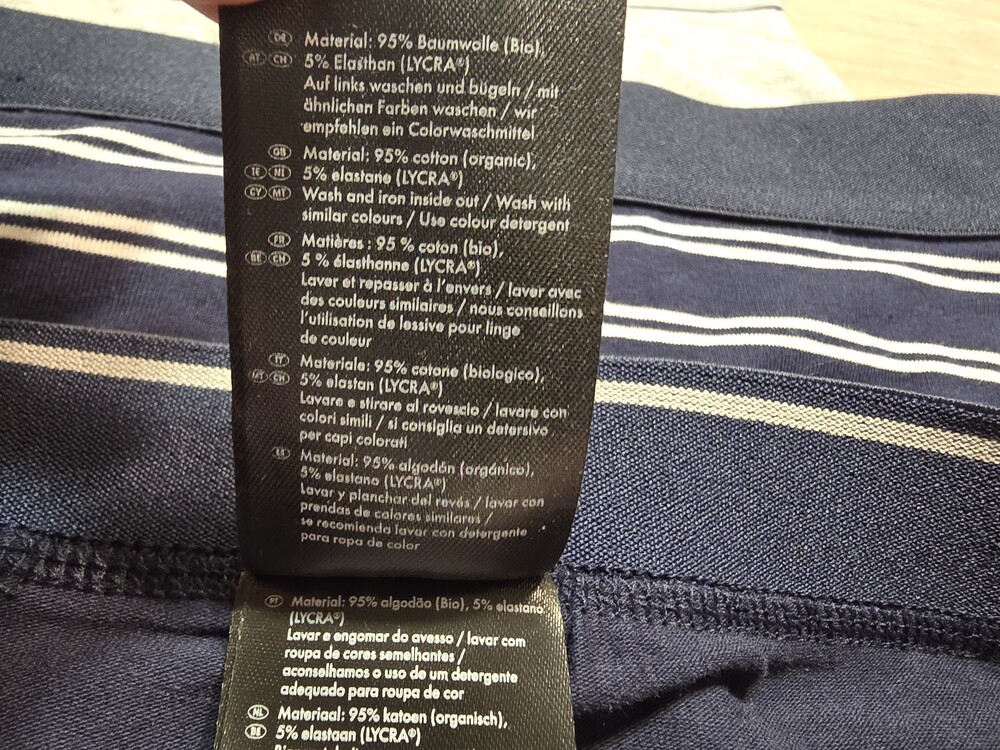 DE Material: 95% Baumwolle (Bio),
AT CH 5% Elasthan (LYCRA®)
Auf links waschen und bügeln / mit
ähnlichen Farben waschen / wir
empfehlen ein Colorwaschmittel
GB Material: 95% cotton (organic),
IE NI 5% elastane (LYCRA®)
CY MT Wash and iron inside out / Wash with
similar colours / Use colour detergent
FR Matières : 95 % coton (bio),
BE CH 5 % élasthanne (LYCRA®)
Laver et repasser à l'envers / laver avec
des couleurs similaires / nous conseillons
l'utilisation de lessive pour linge
de couleur
IT Materiale: 95% cotone (biologico),
MT CH 5% elastan (LYCRA®)
Lavare e stirare al rovescio / lavare con
colori simili / si consiglia un detersivo
per capi colorati
ES Material: 95% algodón (orgánico),
5% elastano (LYCRA®)
Lavar y planchar del revés / lavar con
prendas de colores similares /
se recomienda lavar con detergente
para ropa de color
PT Material: 95% algodão (Bio), 5% elastano
(LYCRA®)
Lavar e engomar do avesso / lavar com
roupa de cores semelhantes /
aconselhamos o uso de um detergente
adequado para roupa de cor
NL Materiaal: 95% katoen (organisch),
BE 5% elastaan (LYCRA®)